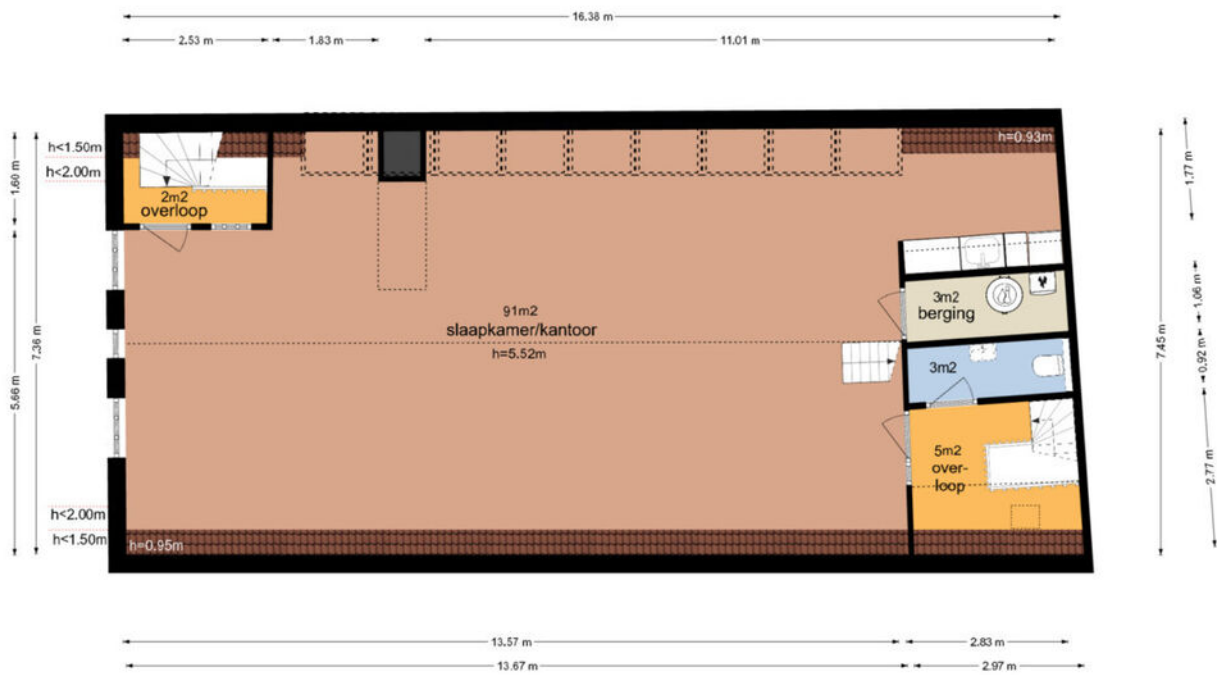 16.38 m
2.53 m
1.83 m
11.01 m
h<1.50m
h=0.93m
h<2.00m
1.60 m
1.77 m
2m2
overloop
7.36 m
5.66 m
91m2
slaapkamer/kantoor
h=5.52m
3m2
berging
1.06 m
7.45 m
0.92 m
3m2
5m2
over-
loop
2.77 m
h<2.00m
h<1.50m
h=0.95m
13.57 m
2.83 m
13.67 m
2.97 m